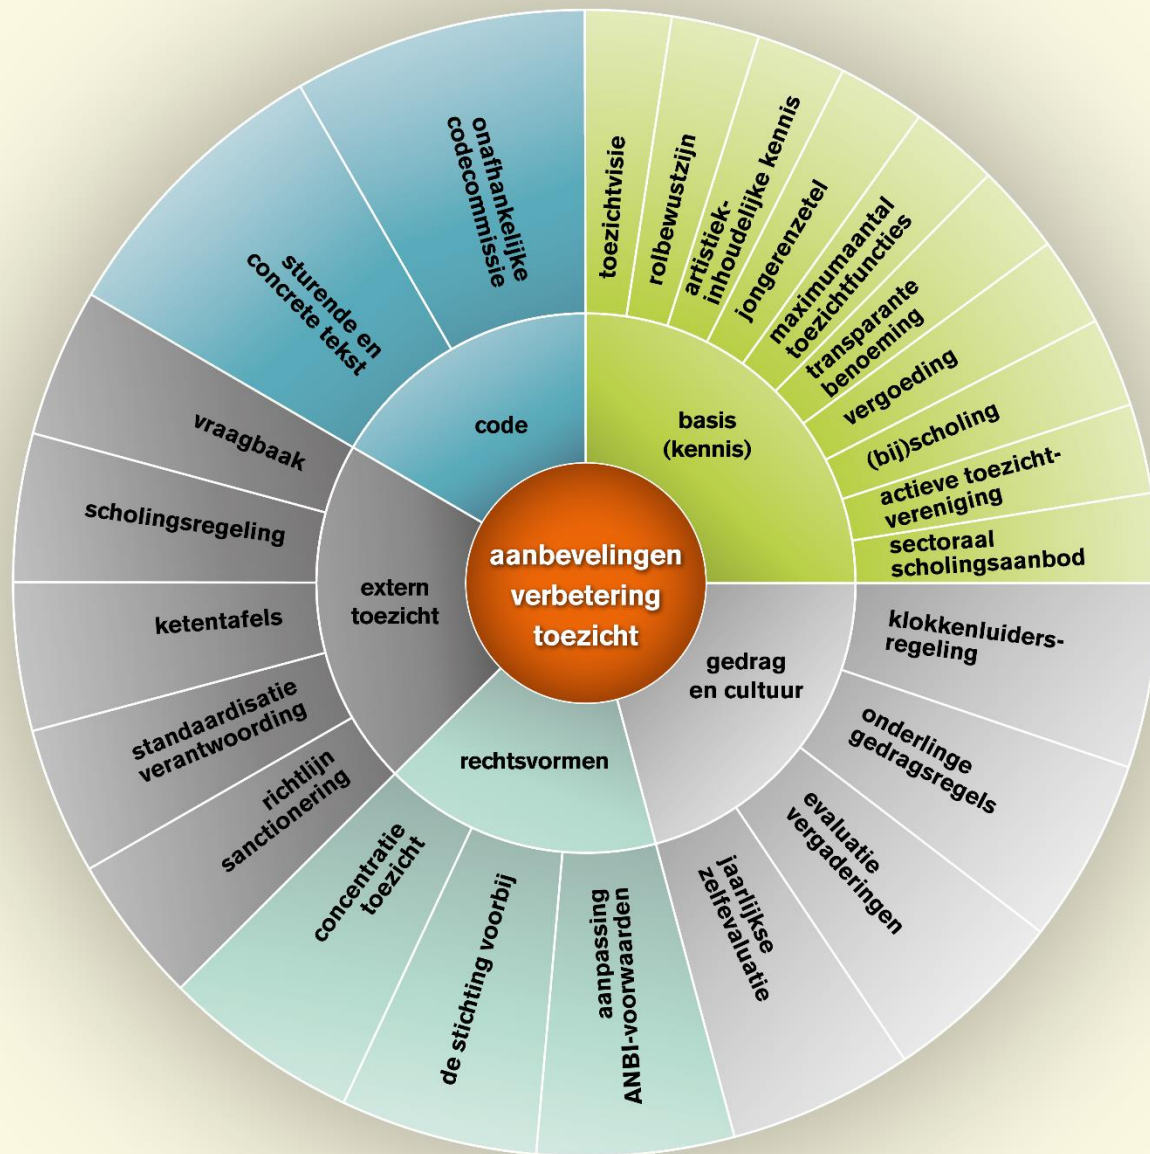 aanbevelingen
verbetering
toezicht
basis
(kennis)
toezichtvisie
rolbewustzijn
artistiek-
inhoudelijke kennis
jongerenzetel
maximumaantal
toezichtfuncties
transparante
benoeming
vergoeding
(bij)scholing
actieve toezicht-
vereniging
sectoraal
scholingsaanbod
gedrag
en cultuur
klokkenluiders-
regeling
onderlinge
gedragsregels
evaluatie
vergaderingen
jaarlijkse
zelfevaluatie
rechtsvormen
aanpassing
ANBI-voorwaarden
de stichting voorbij
concentratie
toezicht
extern
toezicht
richtlijn
sanctionering
standaardisatie
verantwoording
ketentafels
scholingsregeling
vraagbaak
code
sturende en
concrete tekst
onafhankelijke
codecommissie